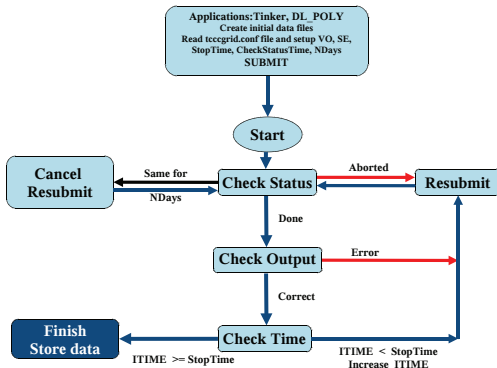 Applications:Tinker, DL_POLY
Create initial data files
Read tcccgrid.conf file and setup VO, SE,
StopTime, CheckStatusTime, NDays
SUBMIT
Start
Cancel
Resubmit
Same for
NDays
Check Status
Aborted
Resubmit
Done
Check Output
Error
Correct
Finish
Store data
Check Time
ITIME >= StopTime
ITIME < StopTime
Increase ITIME